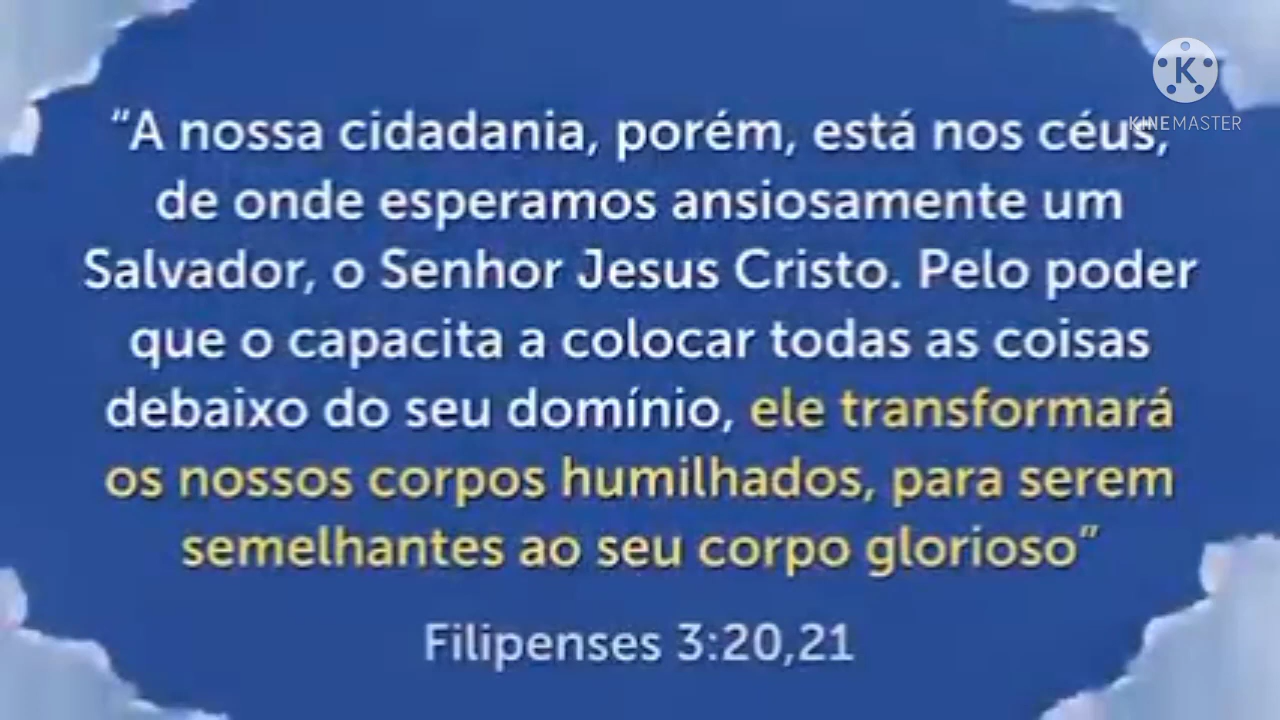 “A nossa cidadania, porém, está nos céus,
de onde esperamos ansiosamente um
Salvador, o Senhor Jesus Cristo. Pelo poder
que o capacita a colocar todas as coisas
debaixo do seu domínio, ele transformará
os nossos corpos humilhados, para serem
semelhantes ao seu corpo glorioso”
Filipenses 3:20,21
K
KINEMASTER